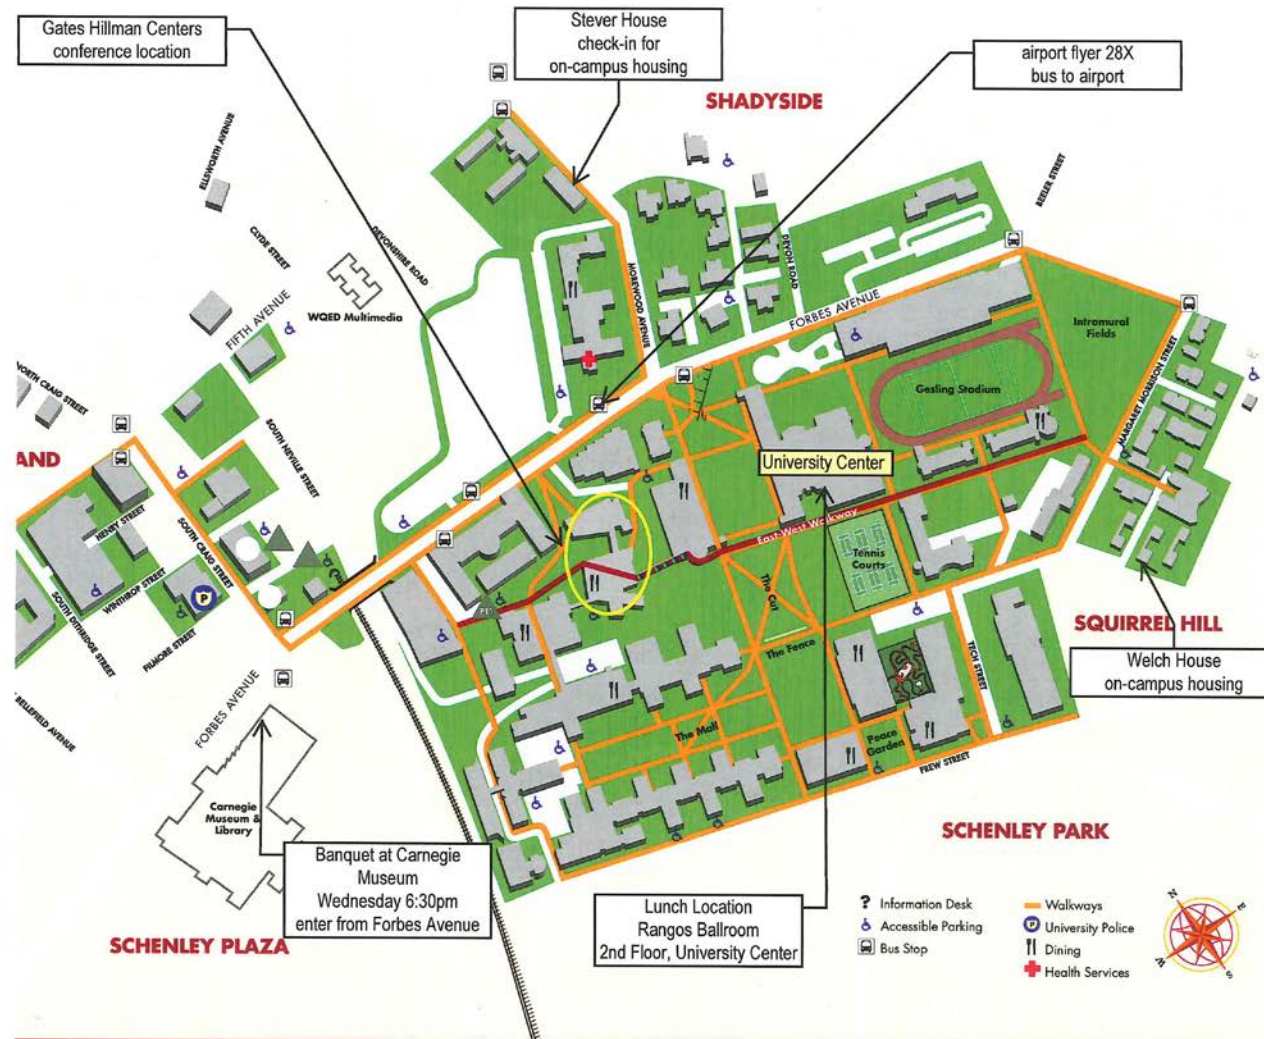 Gates Hillman Centers
conference location
Stever House
check-in for
on-campus housing
airport flyer 28X
bus to airport
SHADYSIDE
ELLSWORTH AVENUE
CLYDE STREET
DEVONSHIRE ROAD
WQED Multimedia
FIFTH AVENUE
MOREWOOD AVENUE
DEVON ROAD
BEELER STREET
FORBES AVENUE
Intramural
Fields
Gesling Stadium
MARGARET MORRISON STREET
NORTH CRAIG STREET
SOUTH NEVILLE STREET
AND
HENRY STREET
SOUTH CRAIG STREET
WINTHROP STREET
SOUTH DITHRIDGE STREET
FILMORE STREET
P
BELLEFIELD AVENUE
University Center
East-West Walkway
Tennis
Courts
The Cut
The Fence
TECH STREET
SQUIRREL HILL
Welch House
on-campus housing
FORBES AVENUE
The Mall
Peace
Garden
FREW STREET
Carnegie
Museum &
Library
SCHENLEY PARK
Banquet at Carnegie
Museum
Wednesday 6:30pm
enter from Forbes Avenue
SCHENLEY PLAZA
Lunch Location
Rangos Ballroom
2nd Floor, University Center
? Information Desk
Accessible Parking
Bus Stop
Walkways
P University Police
Dining
Health Services
N
E
S
W